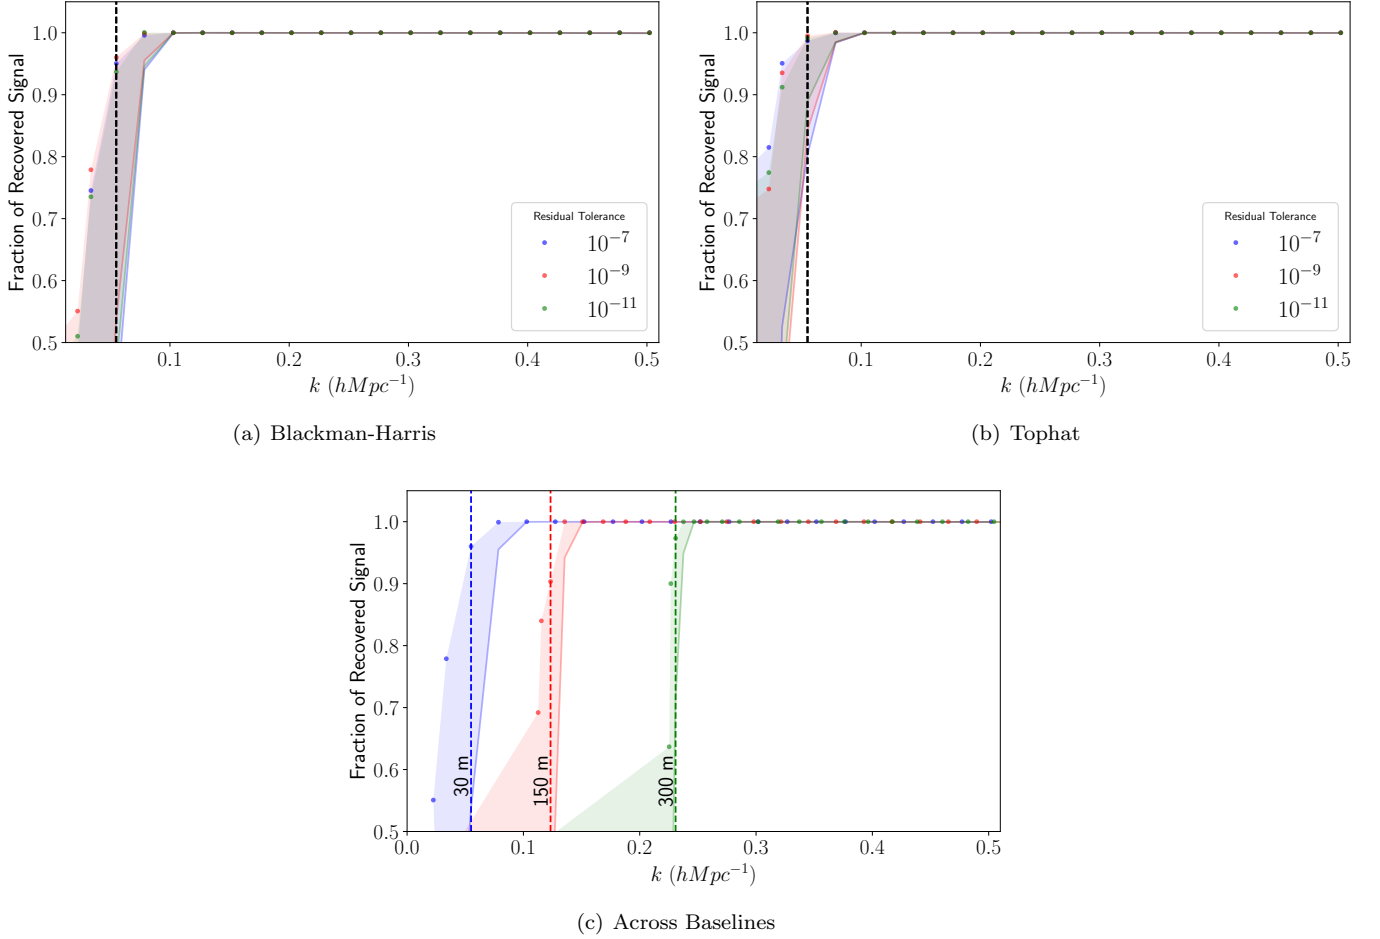 1.0
0.9
0.8
0.7
0.6
0.5
Fraction of Recovered Signal
0.1 0.2 0.3 0.4 0.5
k (hMpc⁻¹)
Residual Tolerance
10⁻⁷
10⁻⁹
10⁻¹¹
(a) Blackman-Harris
1.0
0.9
0.8
0.7
0.6
0.5
Fraction of Recovered Signal
0.1 0.2 0.3 0.4 0.5
k (hMpc⁻¹)
Residual Tolerance
10⁻⁷
10⁻⁹
10⁻¹¹
(b) Tophat
1.0
0.9
0.8
0.7
0.6
0.5
Fraction of Recovered Signal
30 m
150 m
300 m
0.0 0.1 0.2 0.3 0.4 0.5
k (hMpc⁻¹)
(c) Across Baselines